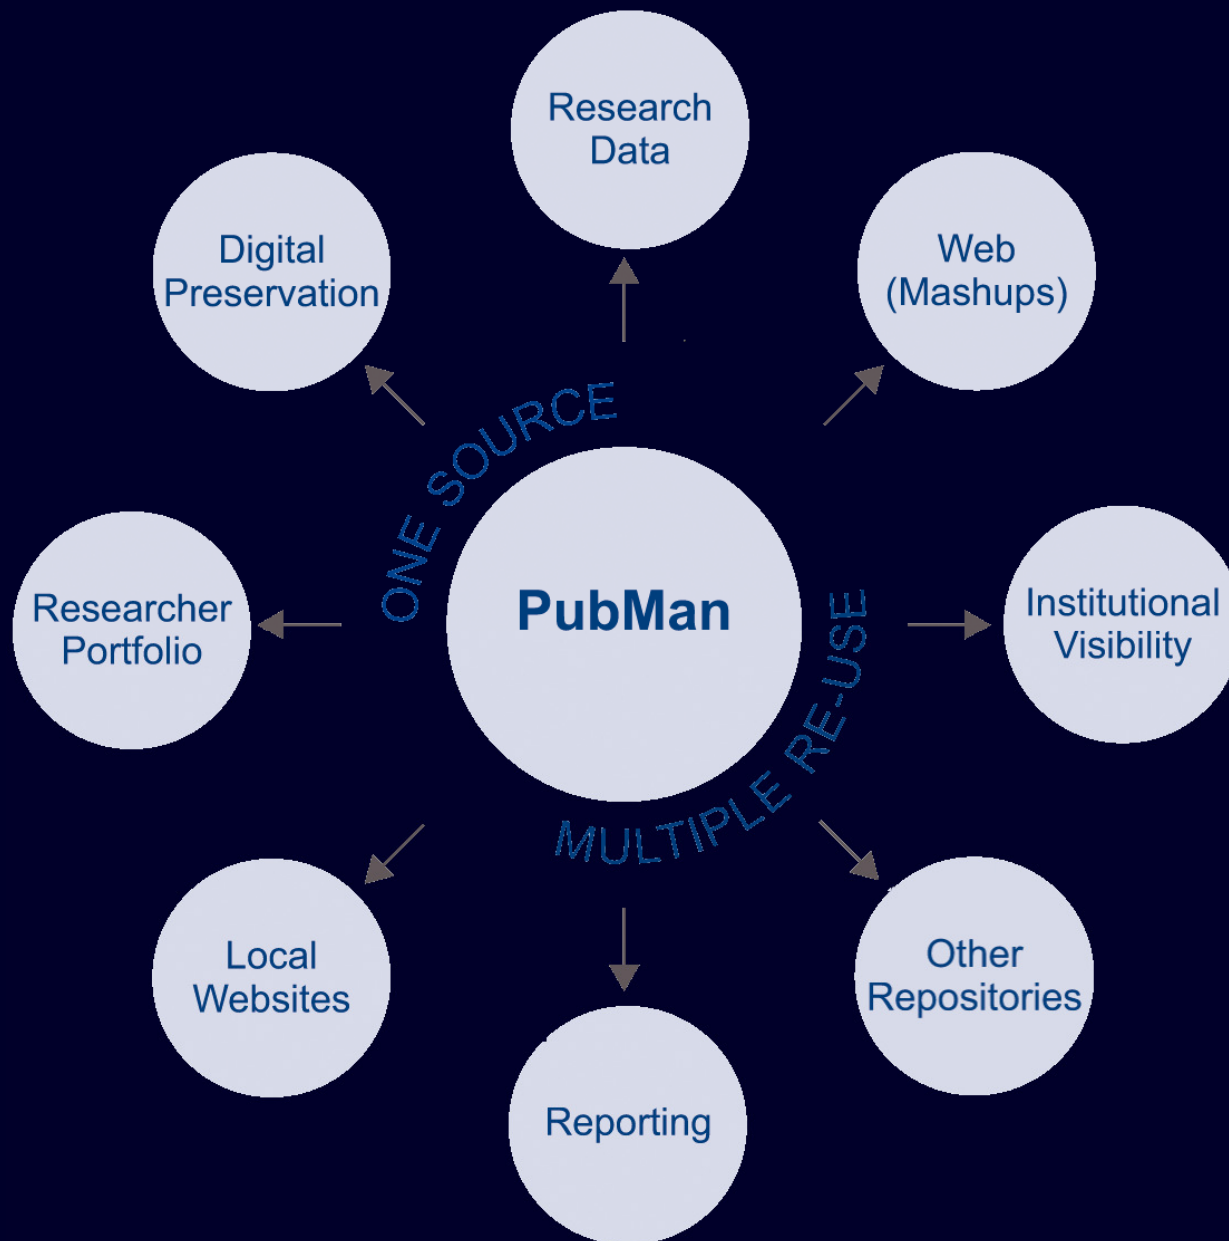 Research
Data
Digital
Preservation
Web
(Mashups)
ONE SOURCE
Researcher
Portfolio
PubMan
Institutional
Visibility
MULTIPLE RE-USE
Local
Websites
Other
Repositories
Reporting